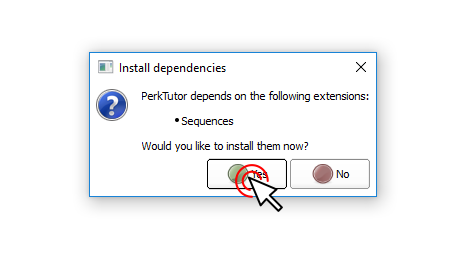 Install dependencies
PerkTutor depends on the following extensions:
• Sequences
Would you like to install them now?
Yes No